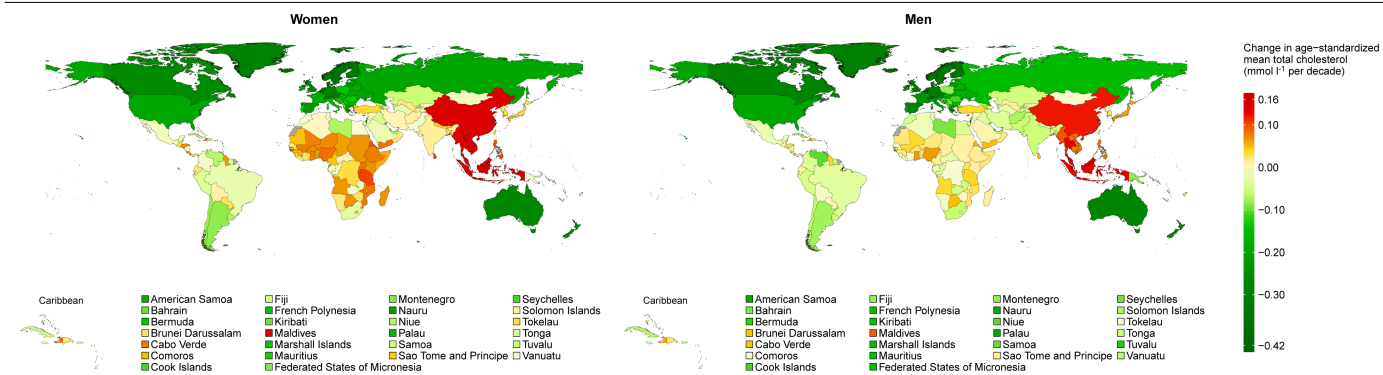 Women
Men
Change in age−standardized
mean total cholesterol
(mmol l⁻¹ per decade)
0.16
0.10
0.00
−0.10
−0.20
−0.30
−0.42
Caribbean
American Samoa
Bahrain
Bermuda
Brunei Darussalam
Cabo Verde
Comoros
Cook Islands
Fiji
French Polynesia
Kiribati
Maldives
Marshall Islands
Mauritius
Federated States of Micronesia
Montenegro
Nauru
Niue
Palau
Samoa
Sao Tome and Principe
Seychelles
Solomon Islands
Tokelau
Tonga
Tuvalu
Vanuatu
Caribbean
American Samoa
Bahrain
Bermuda
Brunei Darussalam
Cabo Verde
Comoros
Cook Islands
Fiji
French Polynesia
Kiribati
Maldives
Marshall Islands
Mauritius
Federated States of Micronesia
Montenegro
Nauru
Niue
Palau
Samoa
Sao Tome and Principe
Seychelles
Solomon Islands
Tokelau
Tonga
Tuvalu
Vanuatu